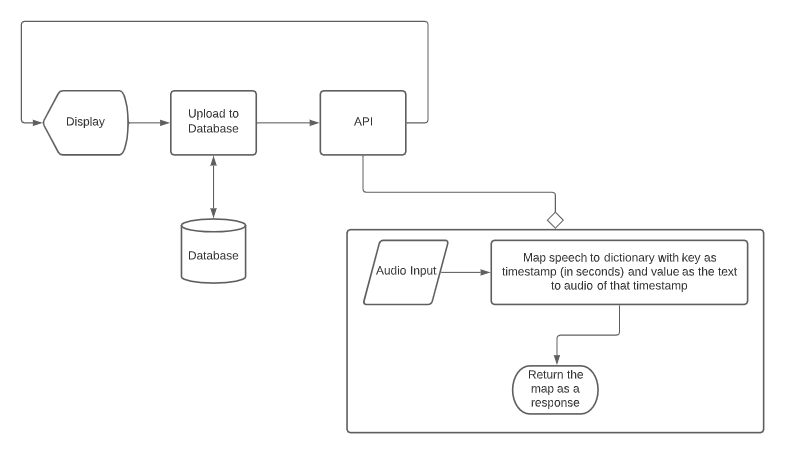 Display
Upload to
Database
API
Database
Audio Input
Map speech to dictionary with key as
timestamp (in seconds) and value as the text
to audio of that timestamp
Return the
map as a
response